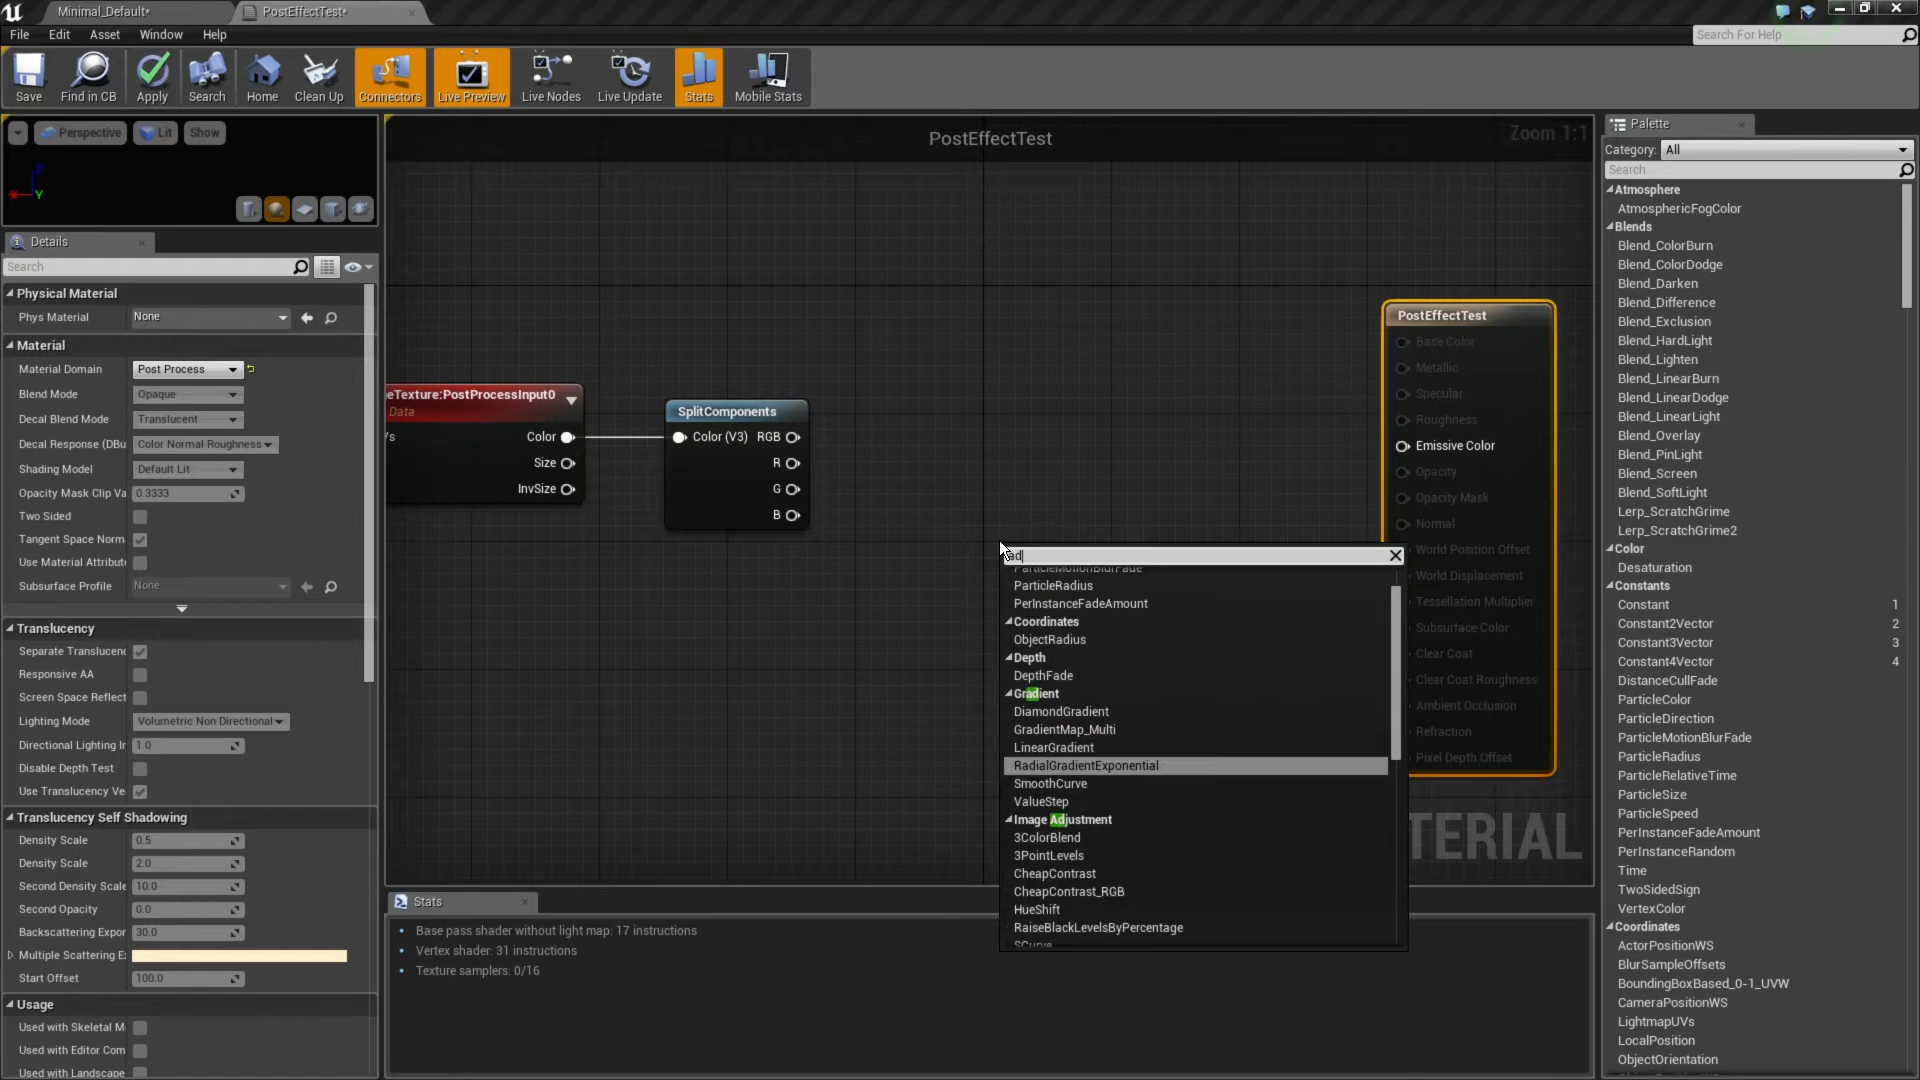 Minimal_Default*
PostEffectTest*
File Edit Asset Window Help
Search For Help
Save Find in CB Apply Search Home Clean Up Connectors Live Preview Live Nodes Live Update Stats Mobile Stats
Perspective Lit Show
Y
Details
Search
Physical Material
Phys Material None
Material
Material Domain Post Process
Blend Mode Opaque
Decal Blend Mode Translucent
Decal Response (DBu Color Normal Roughness
Shading Model Default Lit
Opacity Mask Clip Va 0.3333
Two Sided
Tangent Space Norm
Use Material Attribut
Subsurface Profile None
Translucency
Separate Translucenc
Responsive AA
Screen Space Reflect
Lighting Mode Volumetric Non Directional
Directional Lighting Ir 1.0
Disable Depth Test
Use Translucency Ve
Translucency Self Shadowing
Density Scale 0.5
Density Scale 2.0
Second Density Scale 10.0
Second Opacity 0.0
Backscattering Expor 30.0
Multiple Scattering E
Start Offset 100.0
Usage
Used with Skeletal M
Used with Editor Com
Used with Landscape
PostEffectTest
Zoom 1:1
eTexture:PostProcessInput0
Data
Vs Color
Size
InvSize
SplitComponents
Color (V3) RGB
R
G
B
PostEffectTest
Base Color
Metallic
Specular
Roughness
Emissive Color
Opacity
Opacity Mask
Normal
World Position Offset
World Displacement
Tessellation Multiplier
Subsurface Color
Clear Coat
Clear Coat Roughness
Ambient Occlusion
Refraction
Pixel Depth Offset
TERIAL
ad
ParticleMotionBlurFade
ParticleRadius
PerInstanceFadeAmount
Coordinates
ObjectRadius
Depth
DepthFade
Gradient
DiamondGradient
GradientMap_Multi
LinearGradient
RadialGradientExponential
SmoothCurve
ValueStep
Image Adjustment
3ColorBlend
3PointLevels
CheapContrast
CheapContrast_RGB
HueShift
RaiseBlackLevelsByPercentage
SCurve
Stats
Base pass shader without light map: 17 instructions
Vertex shader: 31 instructions
Texture samplers: 0/16
Palette
Category: All
Search
Atmosphere
AtmosphericFogColor
Blends
Blend_ColorBurn
Blend_ColorDodge
Blend_Darken
Blend_Difference
Blend_Exclusion
Blend_HardLight
Blend_Lighten
Blend_LinearBurn
Blend_LinearDodge
Blend_LinearLight
Blend_Overlay
Blend_PinLight
Blend_Screen
Blend_SoftLight
Lerp_ScratchGrime
Lerp_ScratchGrime2
Color
Desaturation
Constants
Constant 1
Constant2Vector 2
Constant3Vector 3
Constant4Vector 4
DistanceCullFade
ParticleColor
ParticleDirection
ParticleMotionBlurFade
ParticleRadius
ParticleRelativeTime
ParticleSize
ParticleSpeed
PerInstanceFadeAmount
PerInstanceRandom
Time
TwoSidedSign
VertexColor
Coordinates
ActorPositionWS
BlurSampleOffsets
BoundingBoxBased_0-1_UVW
CameraPositionWS
LightmapUVs
LocalPosition
ObjectOrientation